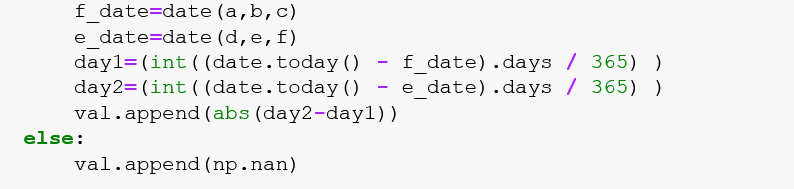 f_date=date(a,b,c)
e_date=date(d,e,f)
day1=(int((date.today() - f_date).days / 365) )
day2=(int((date.today() - e_date).days / 365) )
val.append(abs(day2-day1))
else:
val.append(np.nan)